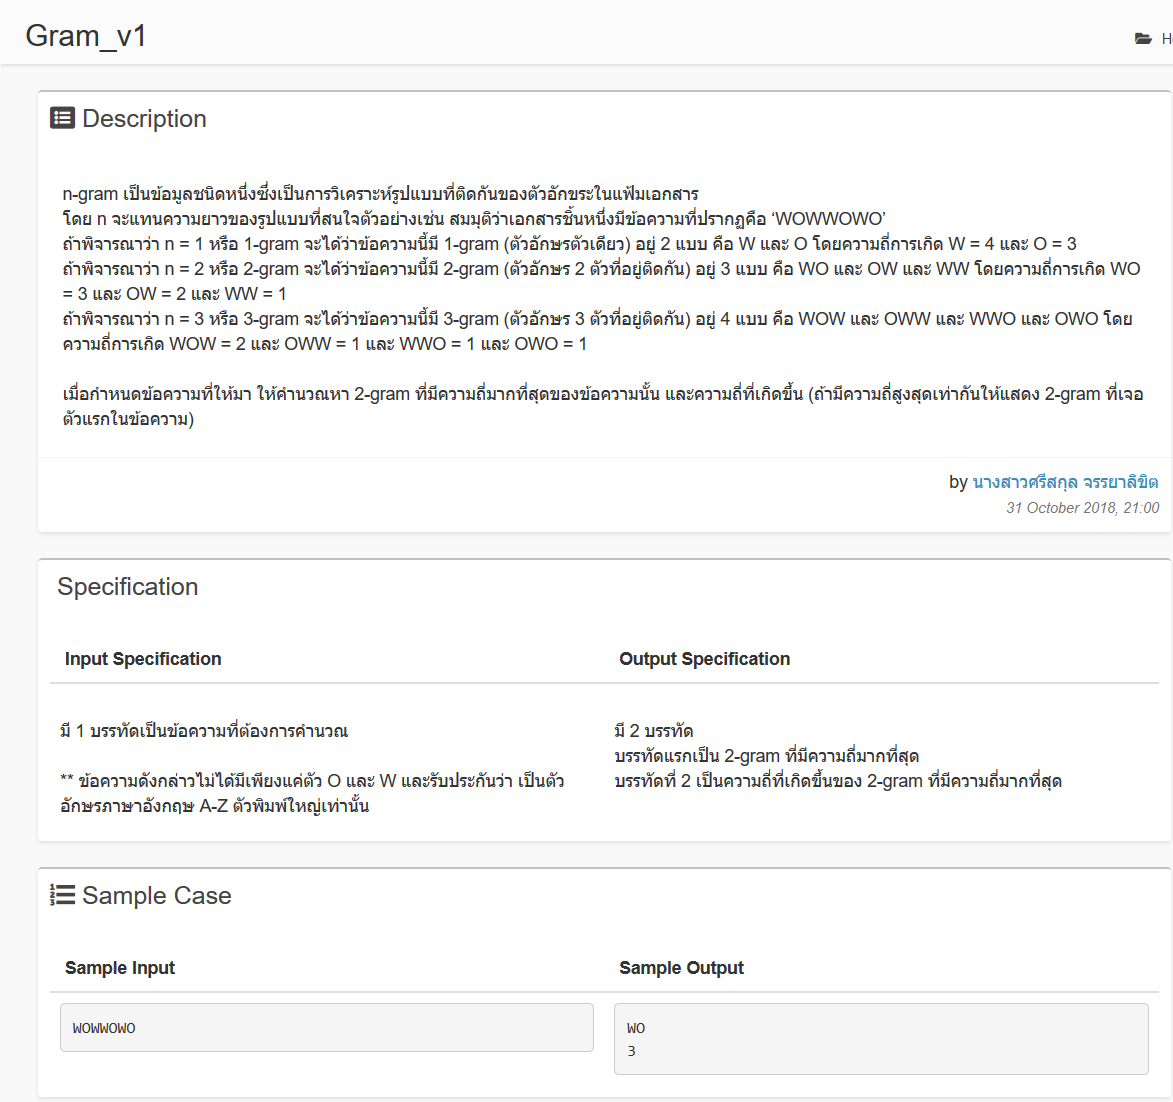 Gram_v1
Description
n-gram เป็นข้อมูลชนิดหนึ่งซึ่งเป็นการวิเคราะห์รูปแบบที่ติดกันของตัวอักขระในแฟ้มเอกสาร
โดย n จะแทนความยาวของรูปแบบที่สนใจตัวอย่างเช่น สมมุติว่าเอกสารชิ้นหนึ่งมีข้อความที่ปรากฏคือ ‘WOWWOWO’
ถ้าพิจารณาว่า n = 1 หรือ 1-gram จะได้ว่าข้อความนี้มี 1-gram (ตัวอักษรตัวเดียว) อยู่ 2 แบบ คือ W และ O โดยความถี่การเกิด W = 4 และ O = 3
ถ้าพิจารณาว่า n = 2 หรือ 2-gram จะได้ว่าข้อความนี้มี 2-gram (ตัวอักษร 2 ตัวที่อยู่ติดกัน) อยู่ 3 แบบ คือ WO และ OW และ WW โดยความถี่การเกิด WO
= 3 และ OW = 2 และ WW = 1
ถ้าพิจารณาว่า n = 3 หรือ 3-gram จะได้ว่าข้อความนี้มี 3-gram (ตัวอักษร 3 ตัวที่อยู่ติดกัน) อยู่ 4 แบบ คือ WOW และ OWW และ WWO และ OWO โดย
ความถี่การเกิด WOW = 2 และ OWW = 1 และ WWO = 1 และ OWO = 1
เมื่อกำหนดข้อความที่ให้มา ให้คำนวณหา 2-gram ที่มีความถี่มากที่สุดของข้อความนั้น และความถี่ที่เกิดขึ้น (ถ้ามีความถี่สูงสุดเท่ากันให้แสดง 2-gram ที่เจอ
ตัวแรกในข้อความ)
by นางสาวศรีสกุล จรรยาลิขิต
31 October 2018, 21:00
Specification
Input Specification
มี 1 บรรทัดเป็นข้อความที่ต้องการคำนวณ
** ข้อความดังกล่าวไม่ได้มีเพียงแค่ตัว O และ W และรับประกันว่า เป็นตัว
อักษรภาษาอังกฤษ A-Z ตัวพิมพ์ใหญ่เท่านั้น
Output Specification
มี 2 บรรทัด
บรรทัดแรกเป็น 2-gram ที่มีความถี่มากที่สุด
บรรทัดที่ 2 เป็นความถี่ที่เกิดขึ้นของ 2-gram ที่มีความถี่มากที่สุด
Sample Case
Sample Input
WOWWOWO
Sample Output
WO
3